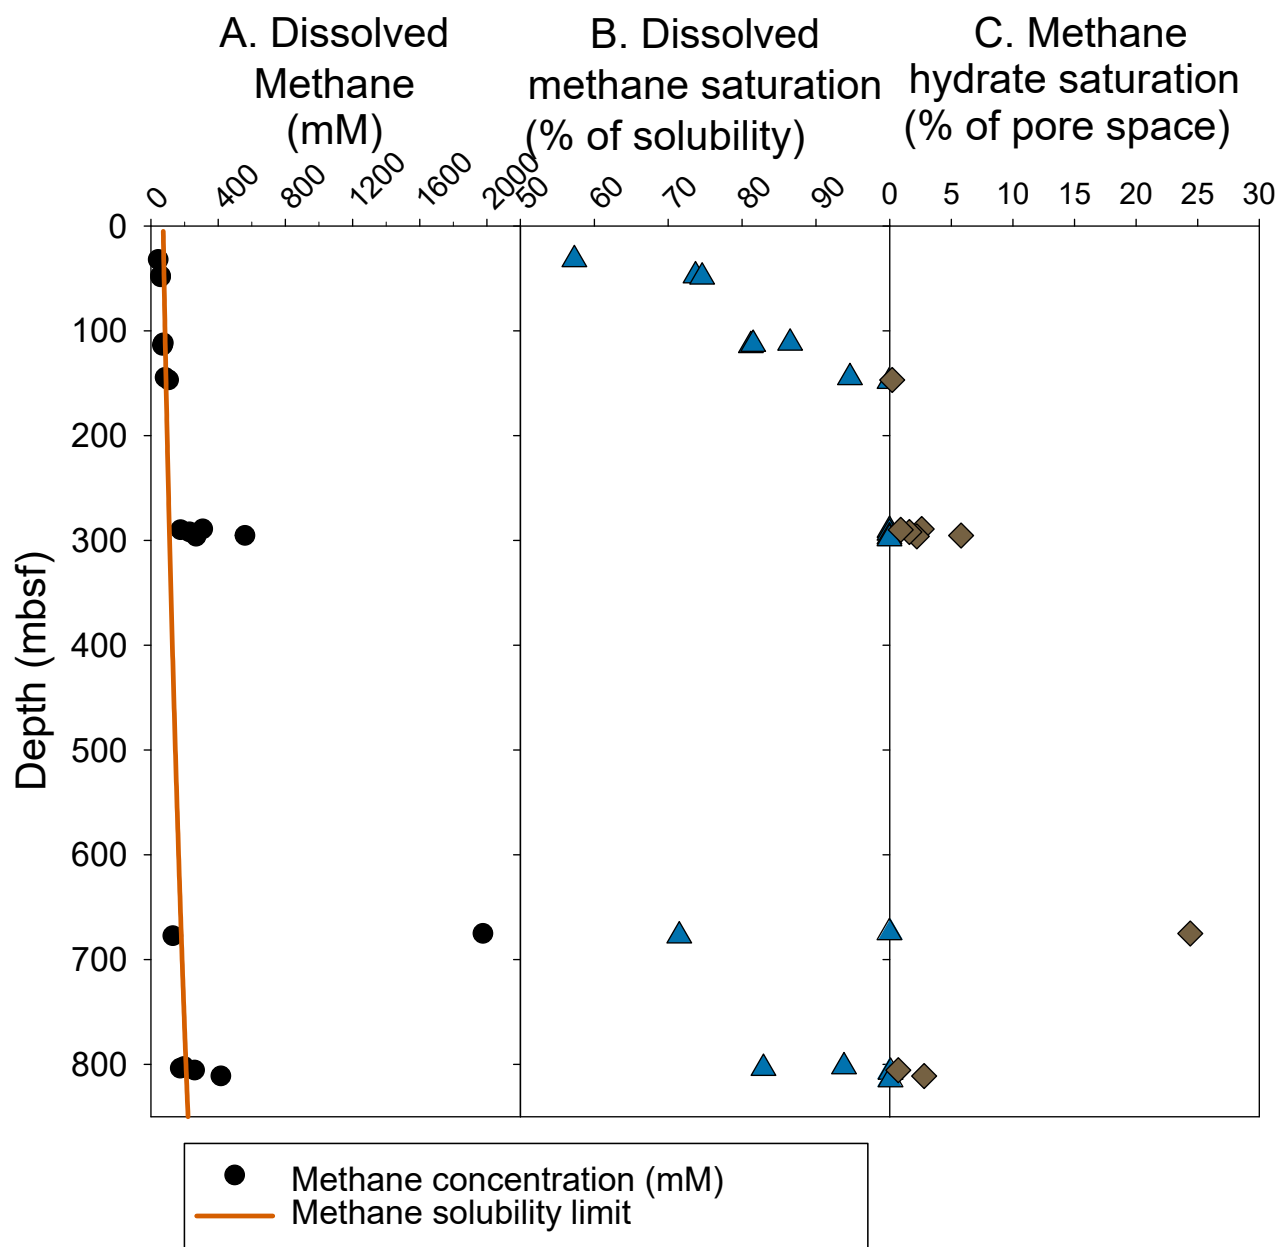 A. Dissolved
Methane
(mM)
B. Dissolved
methane saturation
(% of solubility)
C. Methane
hydrate saturation
(% of pore space)
0 400 800 1200 1600 2000
50 60 70 80 90
0 5 10 15 20 25 30
0
100
200
300
400
500
600
700
800
Depth (mbsf)
Methane concentration (mM)
Methane solubility limit